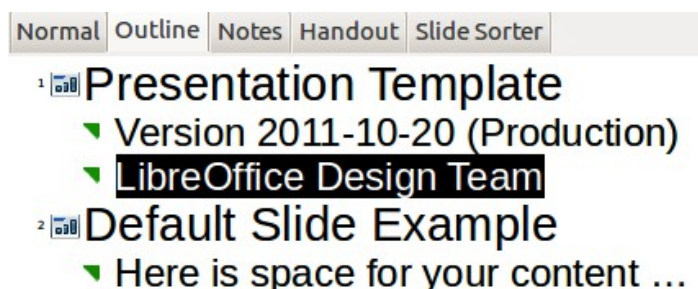 Normal Outline Notes Handout Slide Sorter
1 Presentation Template
Version 2011-10-20 (Production)
LibreOffice Design Team
2 Default Slide Example
Here is space for your content ...